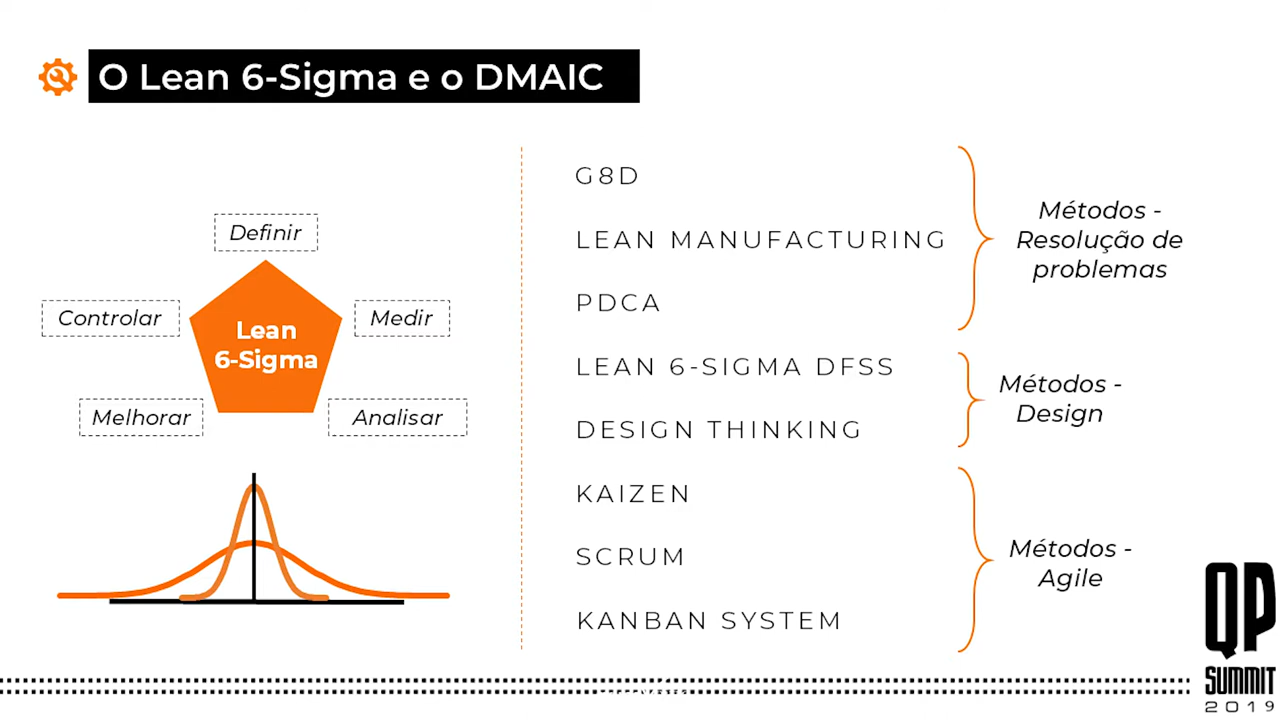 O Lean 6-Sigma e o DMAIC
Definir
Controlar
Medir
Lean
6-Sigma
Melhorar
Analisar
G8D
LEAN MANUFACTURING
PDCA
LEAN 6-SIGMA DFSS
DESIGN THINKING
KAIZEN
SCRUM
KANBAN SYSTEM
Métodos -
Resolução de
problemas
Métodos -
Design
Métodos -
Agile
QP
SUMMIT
2019